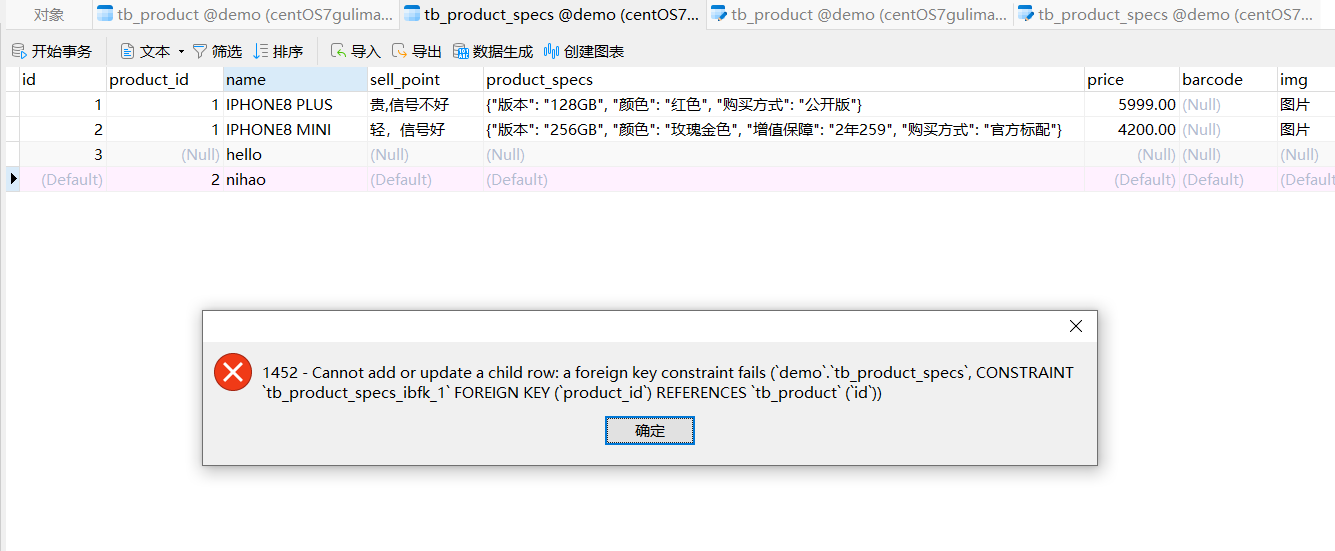 对象 tb_product @demo (centOS7gulima... tb_product_specs @demo (centOS7... tb_product @demo (centOS7gulima... tb_product_specs @demo (centOS7...
开始事务 文本 筛选 排序 导入 导出 数据生成 创建图表
id product_id name sell_point product_specs price barcode img
1 1 IPHONE8 PLUS 贵,信号不好 {"版本": "128GB", "颜色": "红色", "购买方式": "公开版"} 5999.00 (Null) 图片
2 1 IPHONE8 MINI 轻，信号好 {"版本": "256GB", "颜色": "玫瑰金色", "增值保障": "2年259", "购买方式": "官方标配"} 4200.00 (Null) 图片
3 (Null) hello (Null) (Null) (Null) (Null) (Null)
(Default) 2 nihao (Default) (Default) (Default) (Default) (Default
1452 - Cannot add or update a child row: a foreign key constraint fails (`demo`.`tb_product_specs`, CONSTRAINT
`tb_product_specs_ibfk_1` FOREIGN KEY (`product_id`) REFERENCES `tb_product` (`id`))
确定